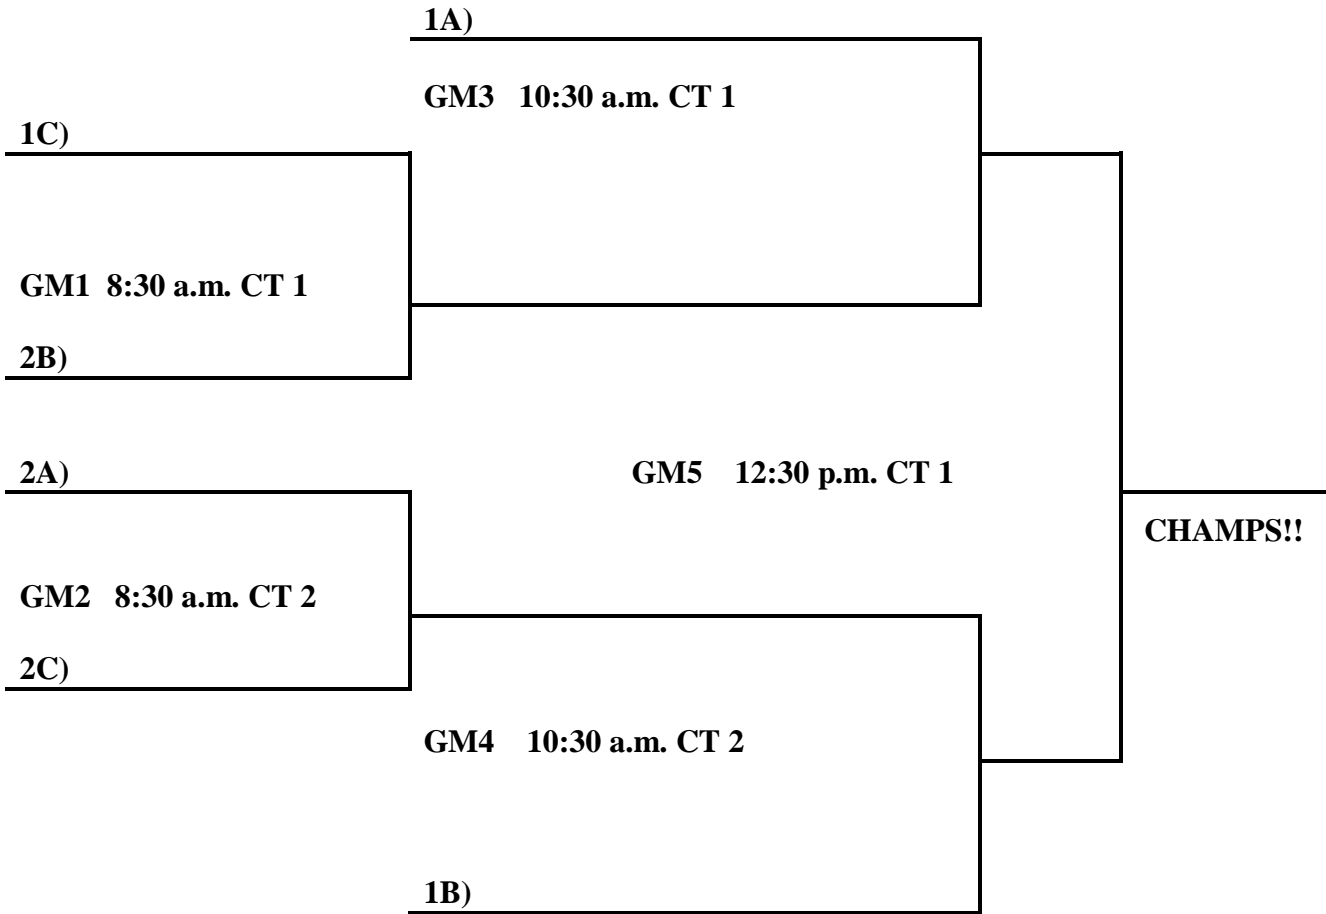 1A)
GM3 10:30 a.m. CT 1
1C)
GM1 8:30 a.m. CT 1
2B)
2A)
GM5 12:30 p.m. CT 1
CHAMPS!!
GM2 8:30 a.m. CT 2
2C)
GM4 10:30 a.m. CT 2
1B)